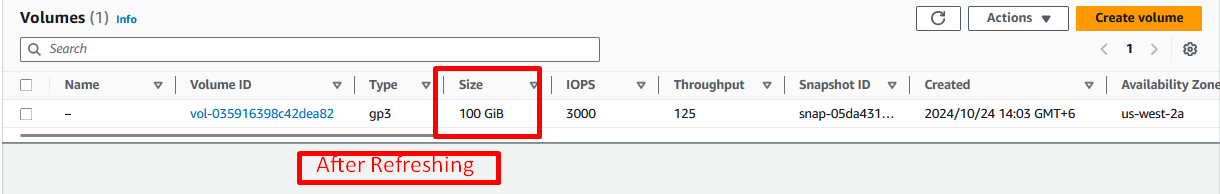 Volumes (1) Info
Actions
Create volume
Search
1
Name Volume ID Type Size IOPS Throughput Snapshot ID Created Availability Zone
– vol-035916398c42dea82 gp3 100 GiB 3000 125 snap-05da431... 2024/10/24 14:03 GMT+6 us-west-2a
After Refreshing